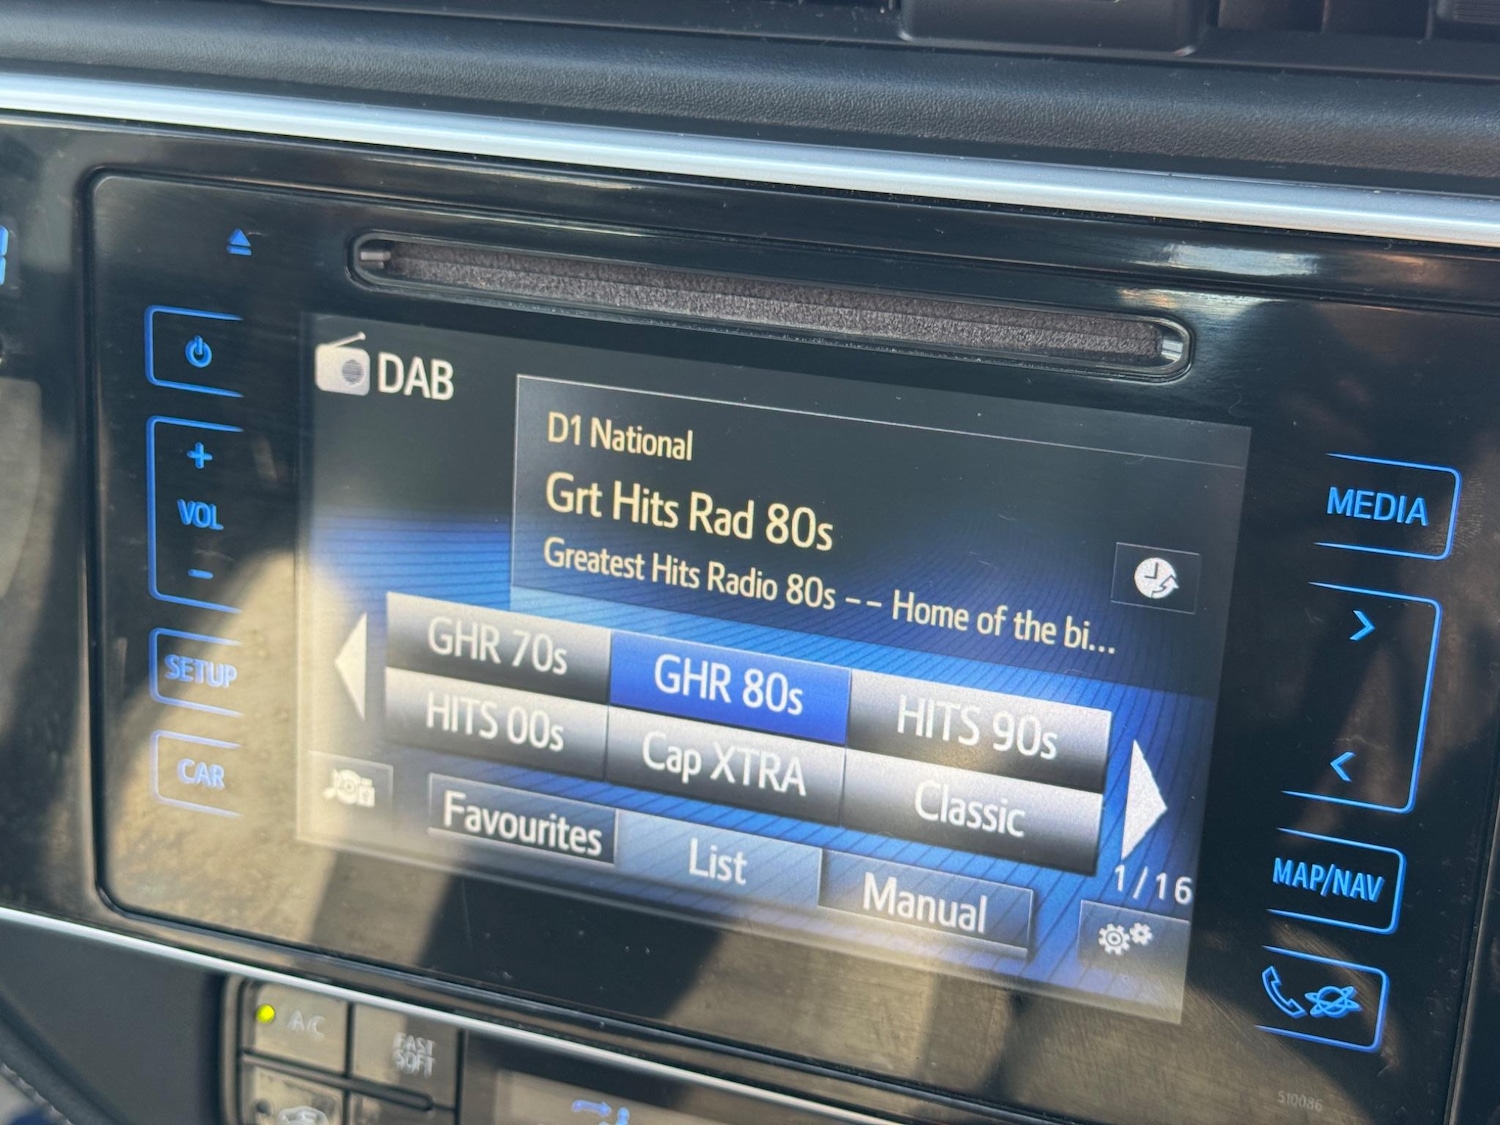 DAB
D1 National
Grt Hits Rad 80s
Greatest Hits Radio 80s -- Home of the bi...
GHR 70s
GHR 80s
HITS 90s
HITS 00s
Cap XTRA
Classic
Favourites
List
Manual
1/16
+
VOL
-
SETUP
CAR
MEDIA
>
<
MAP/NAV
A/C
FAST
SOFT
510086